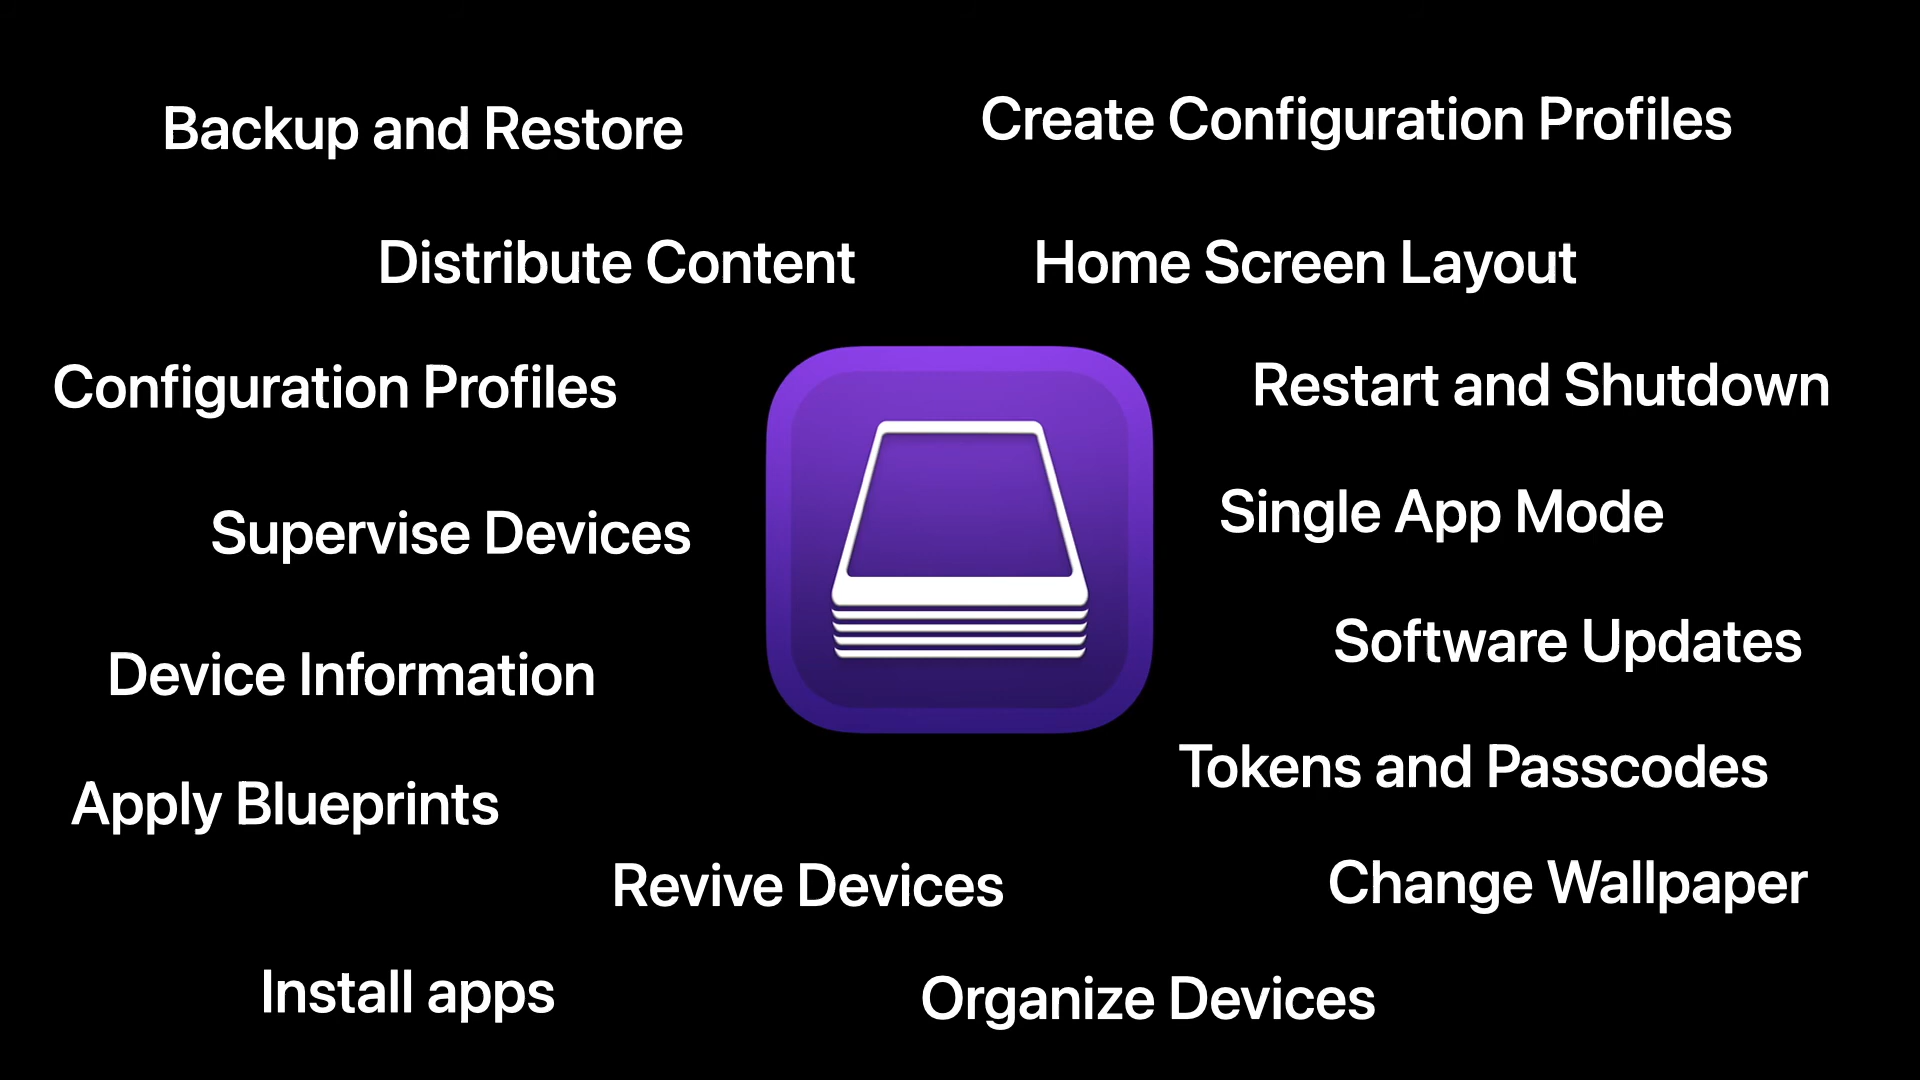 Backup and Restore
Create Configuration Profiles
Distribute Content
Home Screen Layout
Configuration Profiles
Restart and Shutdown
Supervise Devices
Single App Mode
Device Information
Software Updates
Apply Blueprints
Tokens and Passcodes
Revive Devices
Change Wallpaper
Install apps
Organize Devices